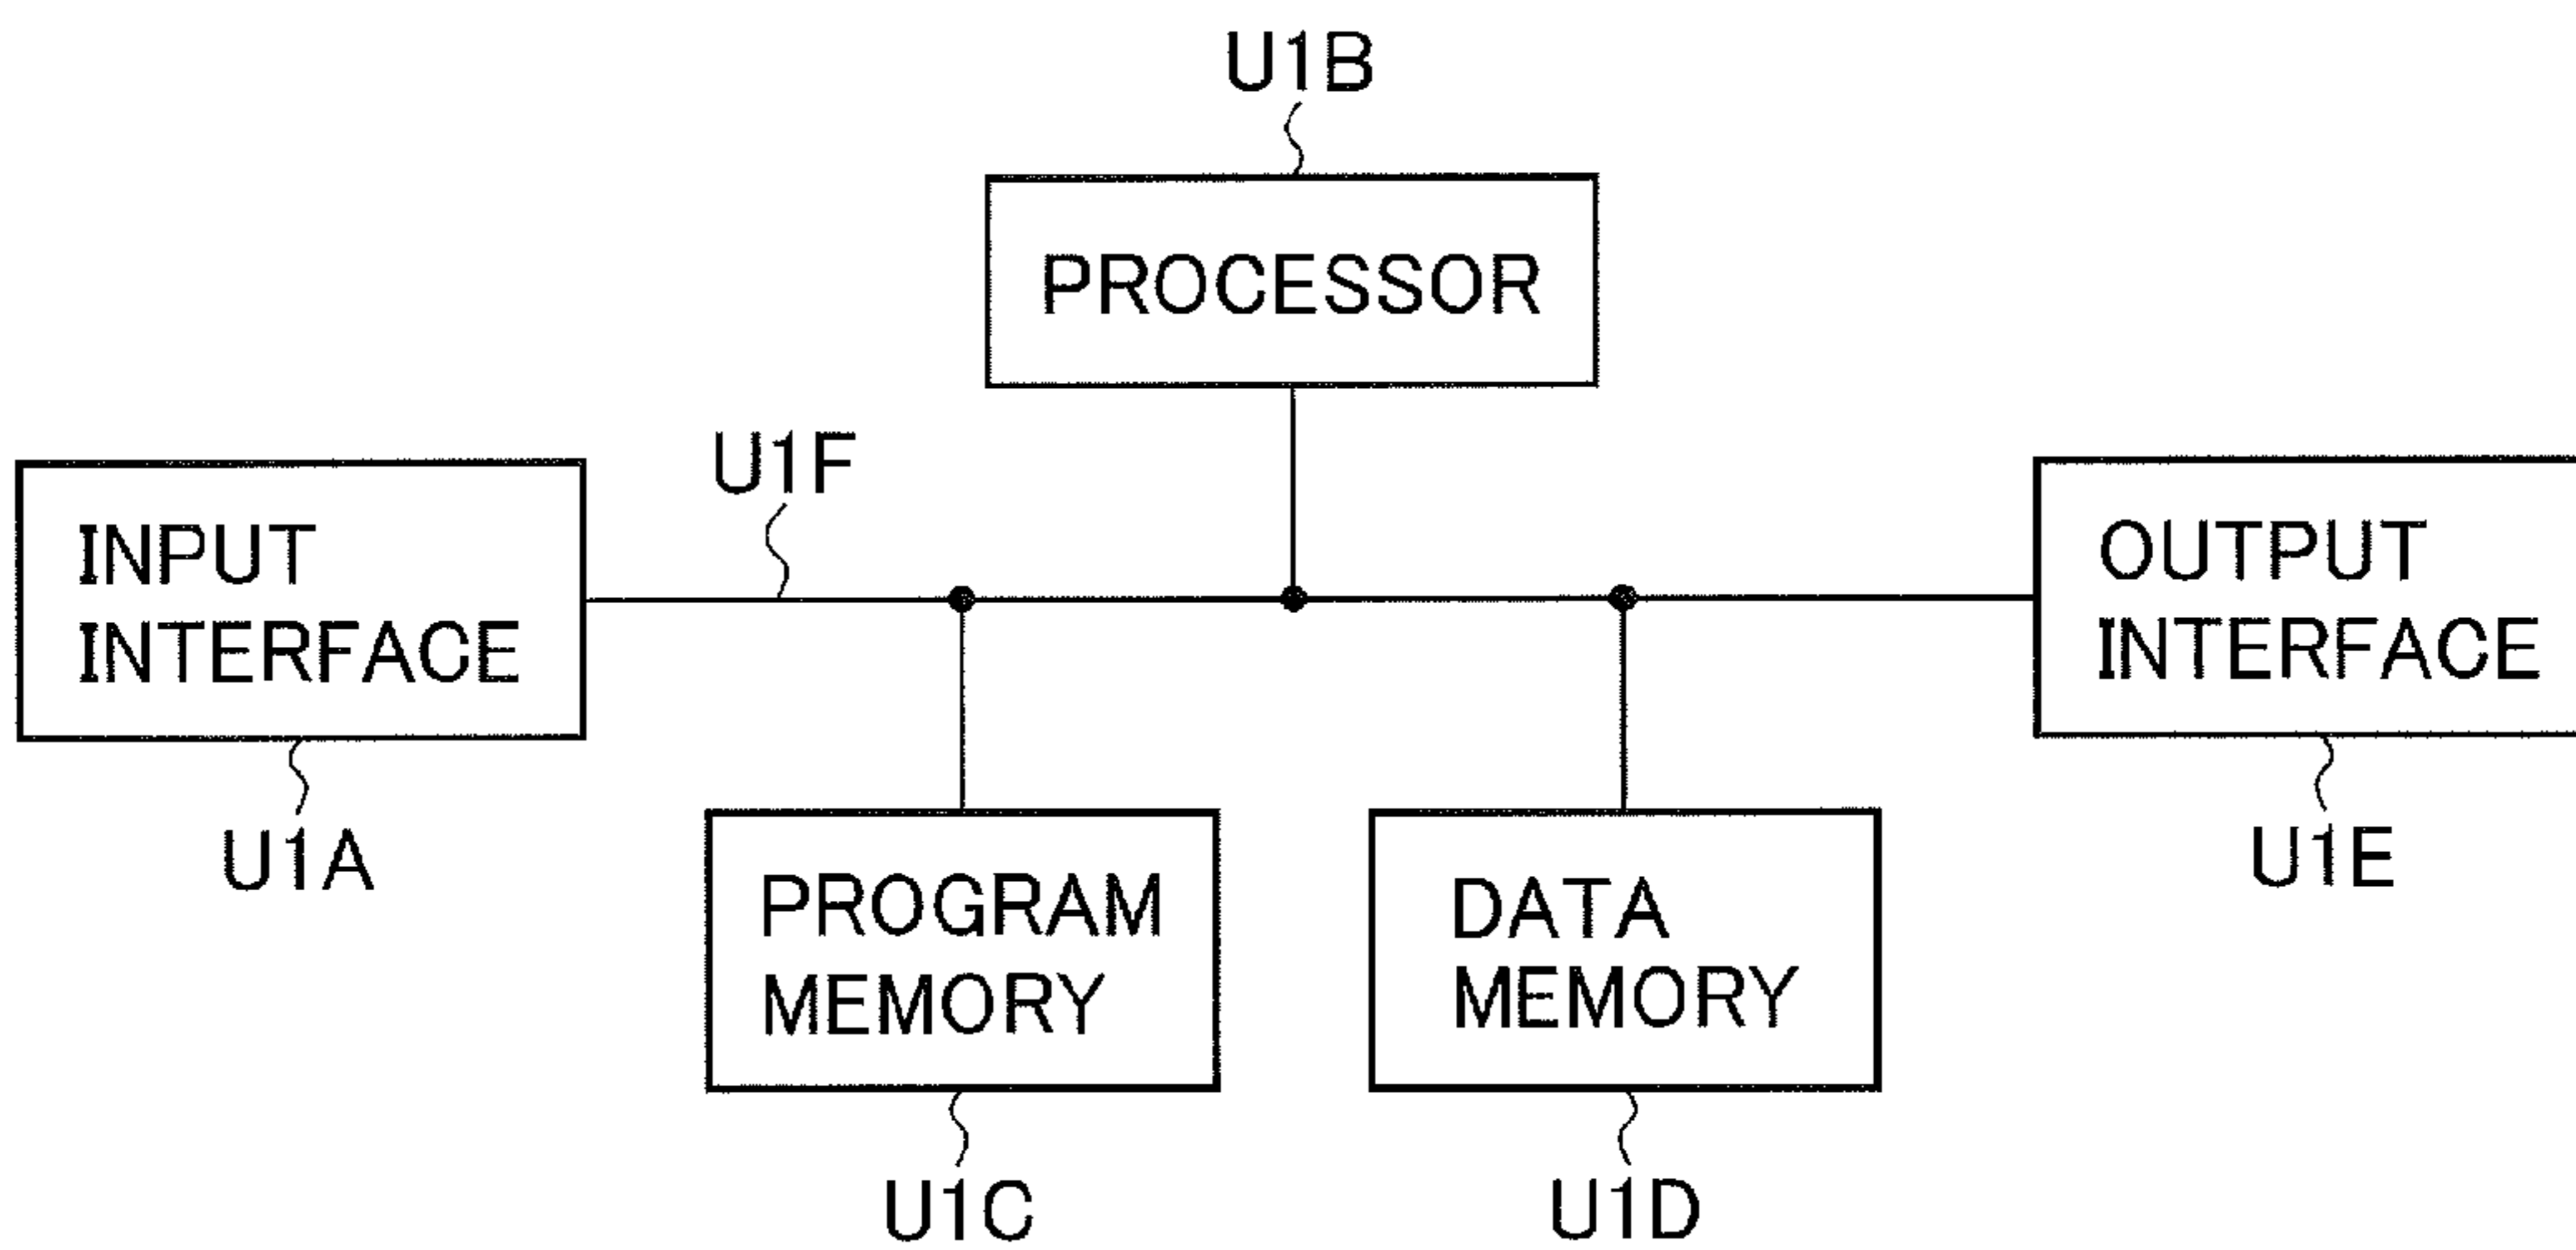 U1B
PROCESSOR
U1F
INPUT
INTERFACE
OUTPUT
INTERFACE
U1A
U1E
PROGRAM
MEMORY
DATA
MEMORY
U1C
U1D